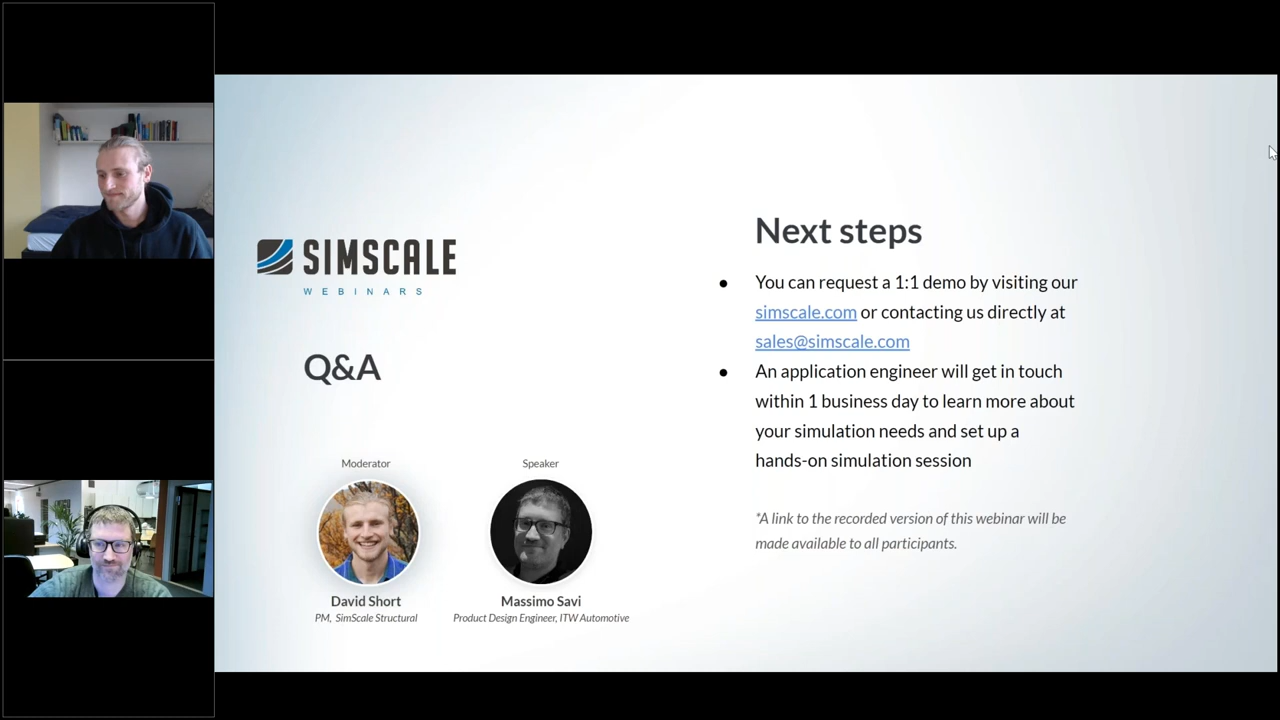 SIMSCALE
WEBINARS
Q&A
Moderator
David Short
PM, SimScale Structural
Speaker
Massimo Savi
Product Design Engineer, ITW Automotive
Next steps
● You can request a 1:1 demo by visiting our
simscale.com or contacting us directly at
sales@simscale.com
● An application engineer will get in touch
within 1 business day to learn more about
your simulation needs and set up a
hands-on simulation session
*A link to the recorded version of this webinar will be
made available to all participants.